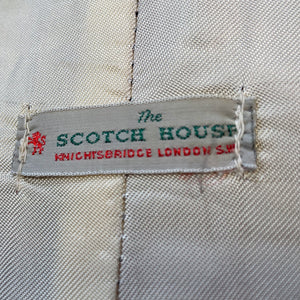 The
SCOTCH HOUSE
KNIGHTSBRIDGE LONDON S.W.